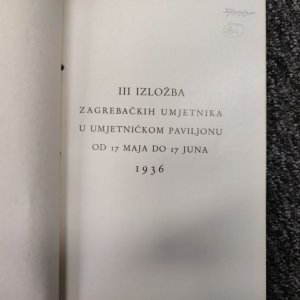 III IZLOŽBA
ZAGREBAČKIH UMJETNIKA
U UMJETNIČKOM PAVILJONU
OD 17 MAJA DO 17 JUNA
1936